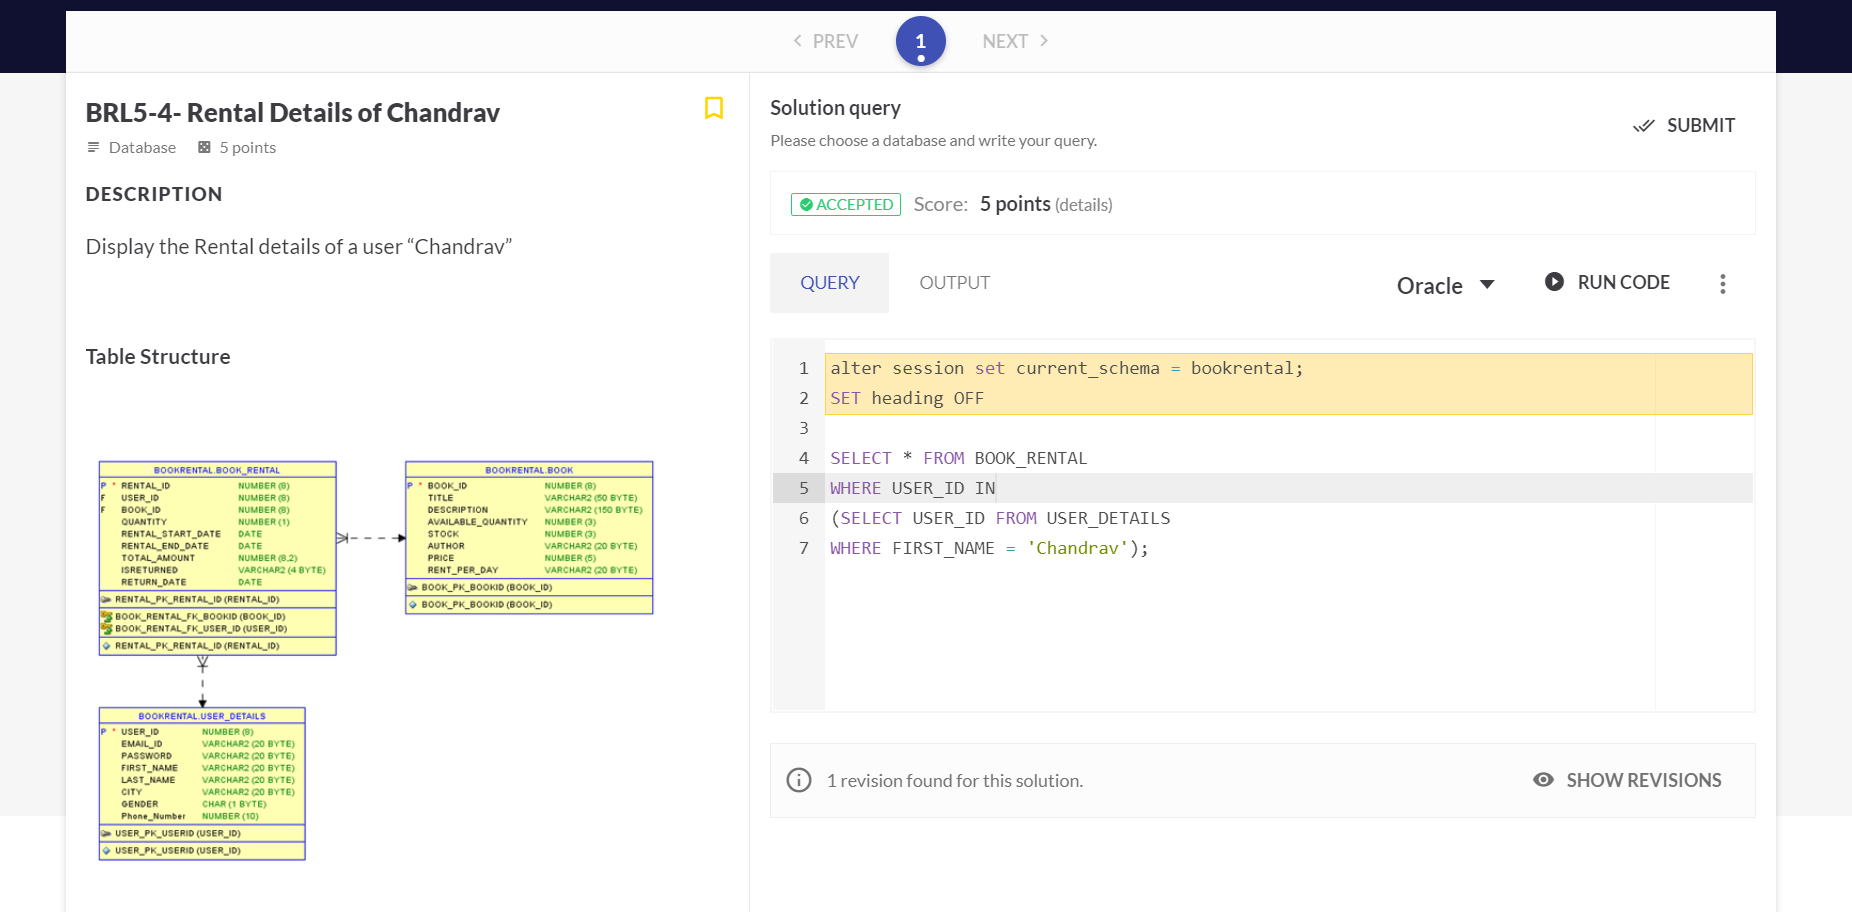 PREV
1
NEXT
BRL5-4- Rental Details of Chandrav
Database 5 points
DESCRIPTION
Display the Rental details of a user “Chandrav”
Table Structure
BOOKRENTAL.BOOK_RENTAL
P * RENTAL_ID NUMBER (8)
F USER_ID NUMBER (8)
F BOOK_ID NUMBER (8)
QUANTITY NUMBER (1)
RENTAL_START_DATE DATE
RENTAL_END_DATE DATE
TOTAL_AMOUNT NUMBER (8,2)
ISRETURNED VARCHAR2 (4 BYTE)
RETURN_DATE DATE
RENTAL_PK_RENTAL_ID (RENTAL_ID)
BOOK_RENTAL_FK_BOOKID (BOOK_ID)
BOOK_RENTAL_FK_USER_ID (USER_ID)
RENTAL_PK_RENTAL_ID (RENTAL_ID)
BOOKRENTAL.BOOK
P * BOOK_ID NUMBER (8)
TITLE VARCHAR2 (50 BYTE)
DESCRIPTION VARCHAR2 (150 BYTE)
AVAILABLE_QUANTITY NUMBER (3)
STOCK NUMBER (3)
AUTHOR VARCHAR2 (20 BYTE)
PRICE NUMBER (5)
RENT_PER_DAY VARCHAR2 (20 BYTE)
BOOK_PK_BOOKID (BOOK_ID)
BOOK_PK_BOOKID (BOOK_ID)
BOOKRENTAL.USER_DETAILS
P * USER_ID NUMBER (8)
EMAIL_ID VARCHAR2 (20 BYTE)
PASSWORD VARCHAR2 (20 BYTE)
FIRST_NAME VARCHAR2 (20 BYTE)
LAST_NAME VARCHAR2 (20 BYTE)
CITY VARCHAR2 (20 BYTE)
GENDER CHAR (1 BYTE)
Phone_Number NUMBER (10)
USER_PK_USERID (USER_ID)
USER_PK_USERID (USER_ID)
Solution query
Please choose a database and write your query.
SUBMIT
ACCEPTED Score: 5 points (details)
QUERY OUTPUT Oracle RUN CODE
1 alter session set current_schema = bookrental;
2 SET heading OFF
3
4 SELECT * FROM BOOK_RENTAL
5 WHERE USER_ID IN
6 (SELECT USER_ID FROM USER_DETAILS
7 WHERE FIRST_NAME = 'Chandrav');
1 revision found for this solution. SHOW REVISIONS